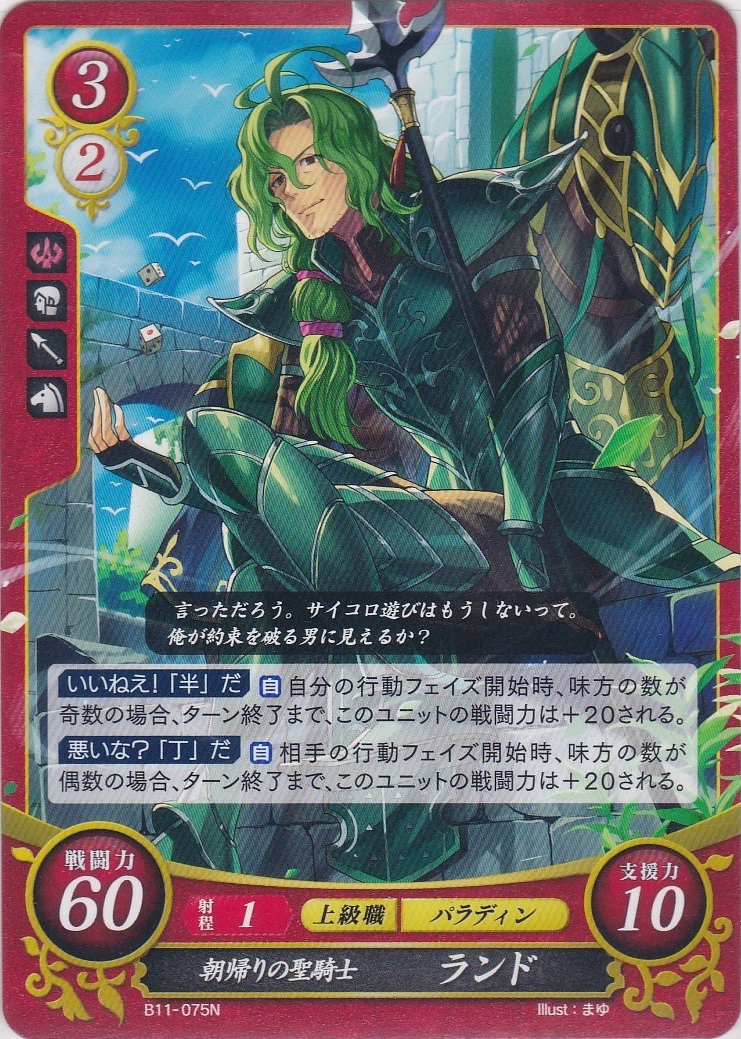 3
2
言っただろう。サイコロ遊びはもうしないって。
俺が約束を破る男に見えるか？
いいねえ！「半」だ 自 自分の行動フェイズ開始時、味方の数が
奇数の場合、ターン終了まで、このユニットの戦闘力は＋20される。
悪いな？「丁」だ 自 相手の行動フェイズ開始時、味方の数が
偶数の場合、ターン終了まで、このユニットの戦闘力は＋20される。
戦闘力
60
射程 1 上級職 パラディン
支援力
10
朝帰りの聖騎士 ランド
B11-075N Illust：まゆ